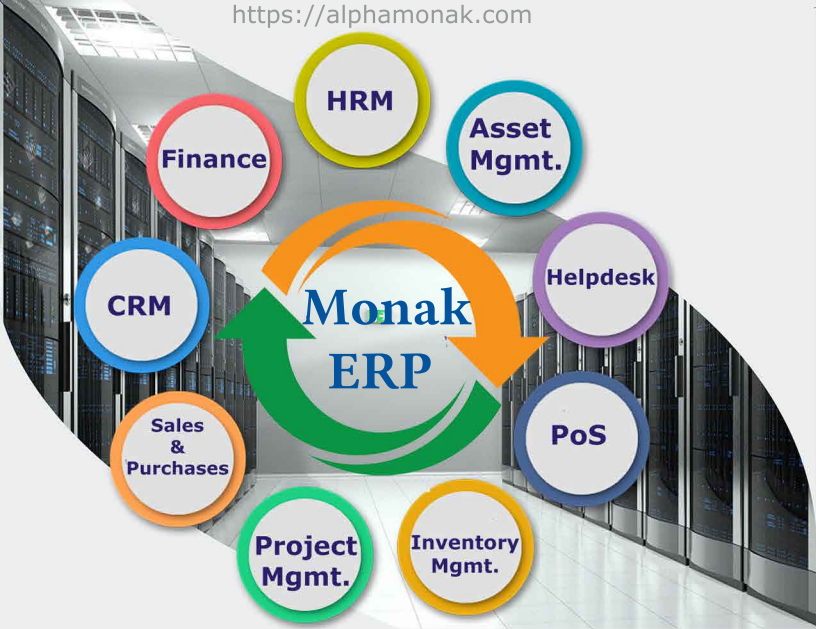 https://alphamonak.com
HRM
Asset
Mgmt.
Finance
Helpdesk
CRM
Monak
ERP
PoS
Sales
&
Purchases
Project
Mgmt.
Inventory
Mgmt.